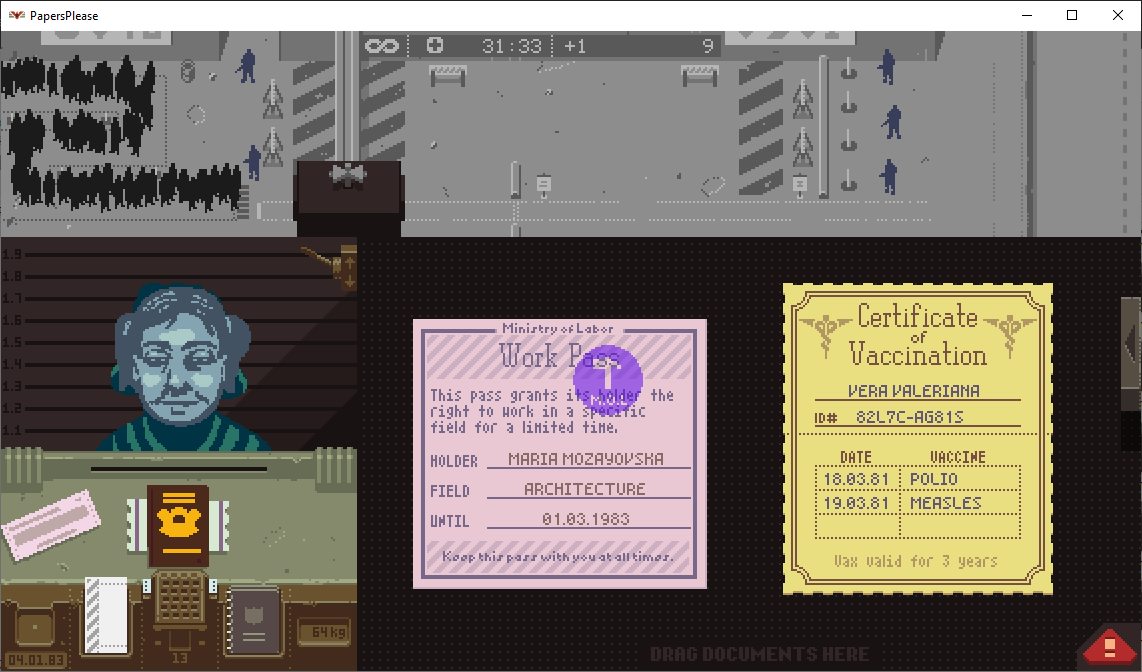 PapersPlease
31:33 +1 9
1.9
1.8
1.7
1.6
1.5
1.4
1.3
1.2
1.1
64kg
04.01.83
13
Ministry of Labor
Work Pass
M.O.L
This pass grants its holder the
right to work in a specific
field for a limited time.
HOLDER MARIA MOZAYOVSKA
FIELD ARCHITECTURE
UNTIL 01.03.1983
Keep this pass with you at all times.
Certificate
of
Vaccination
VERA VALERIANA
ID# 82L7C-AG81S
DATE VACCINE
18.03.81 POLIO
19.03.81 MEASLES
Vax valid for 3 years
DRAG DOCUMENTS HERE